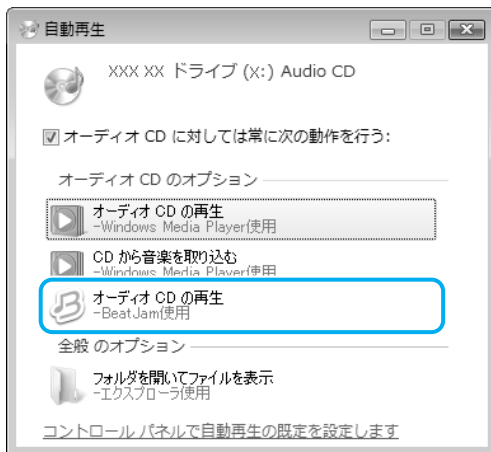 自動再生
XXX XX ドライブ (X:) Audio CD
オーディオ CD に対しては常に次の動作を行う:
オーディオ CD のオプション
オーディオ CD の再生
-Windows Media Player使用
CD から音楽を取り込む
-Windows Media Player使用
オーディオ CD の再生
-BeatJam使用
全般 のオプション
フォルダを開いてファイルを表示
-エクスプローラ使用
コントロール パネルで自動再生の既定を設定します